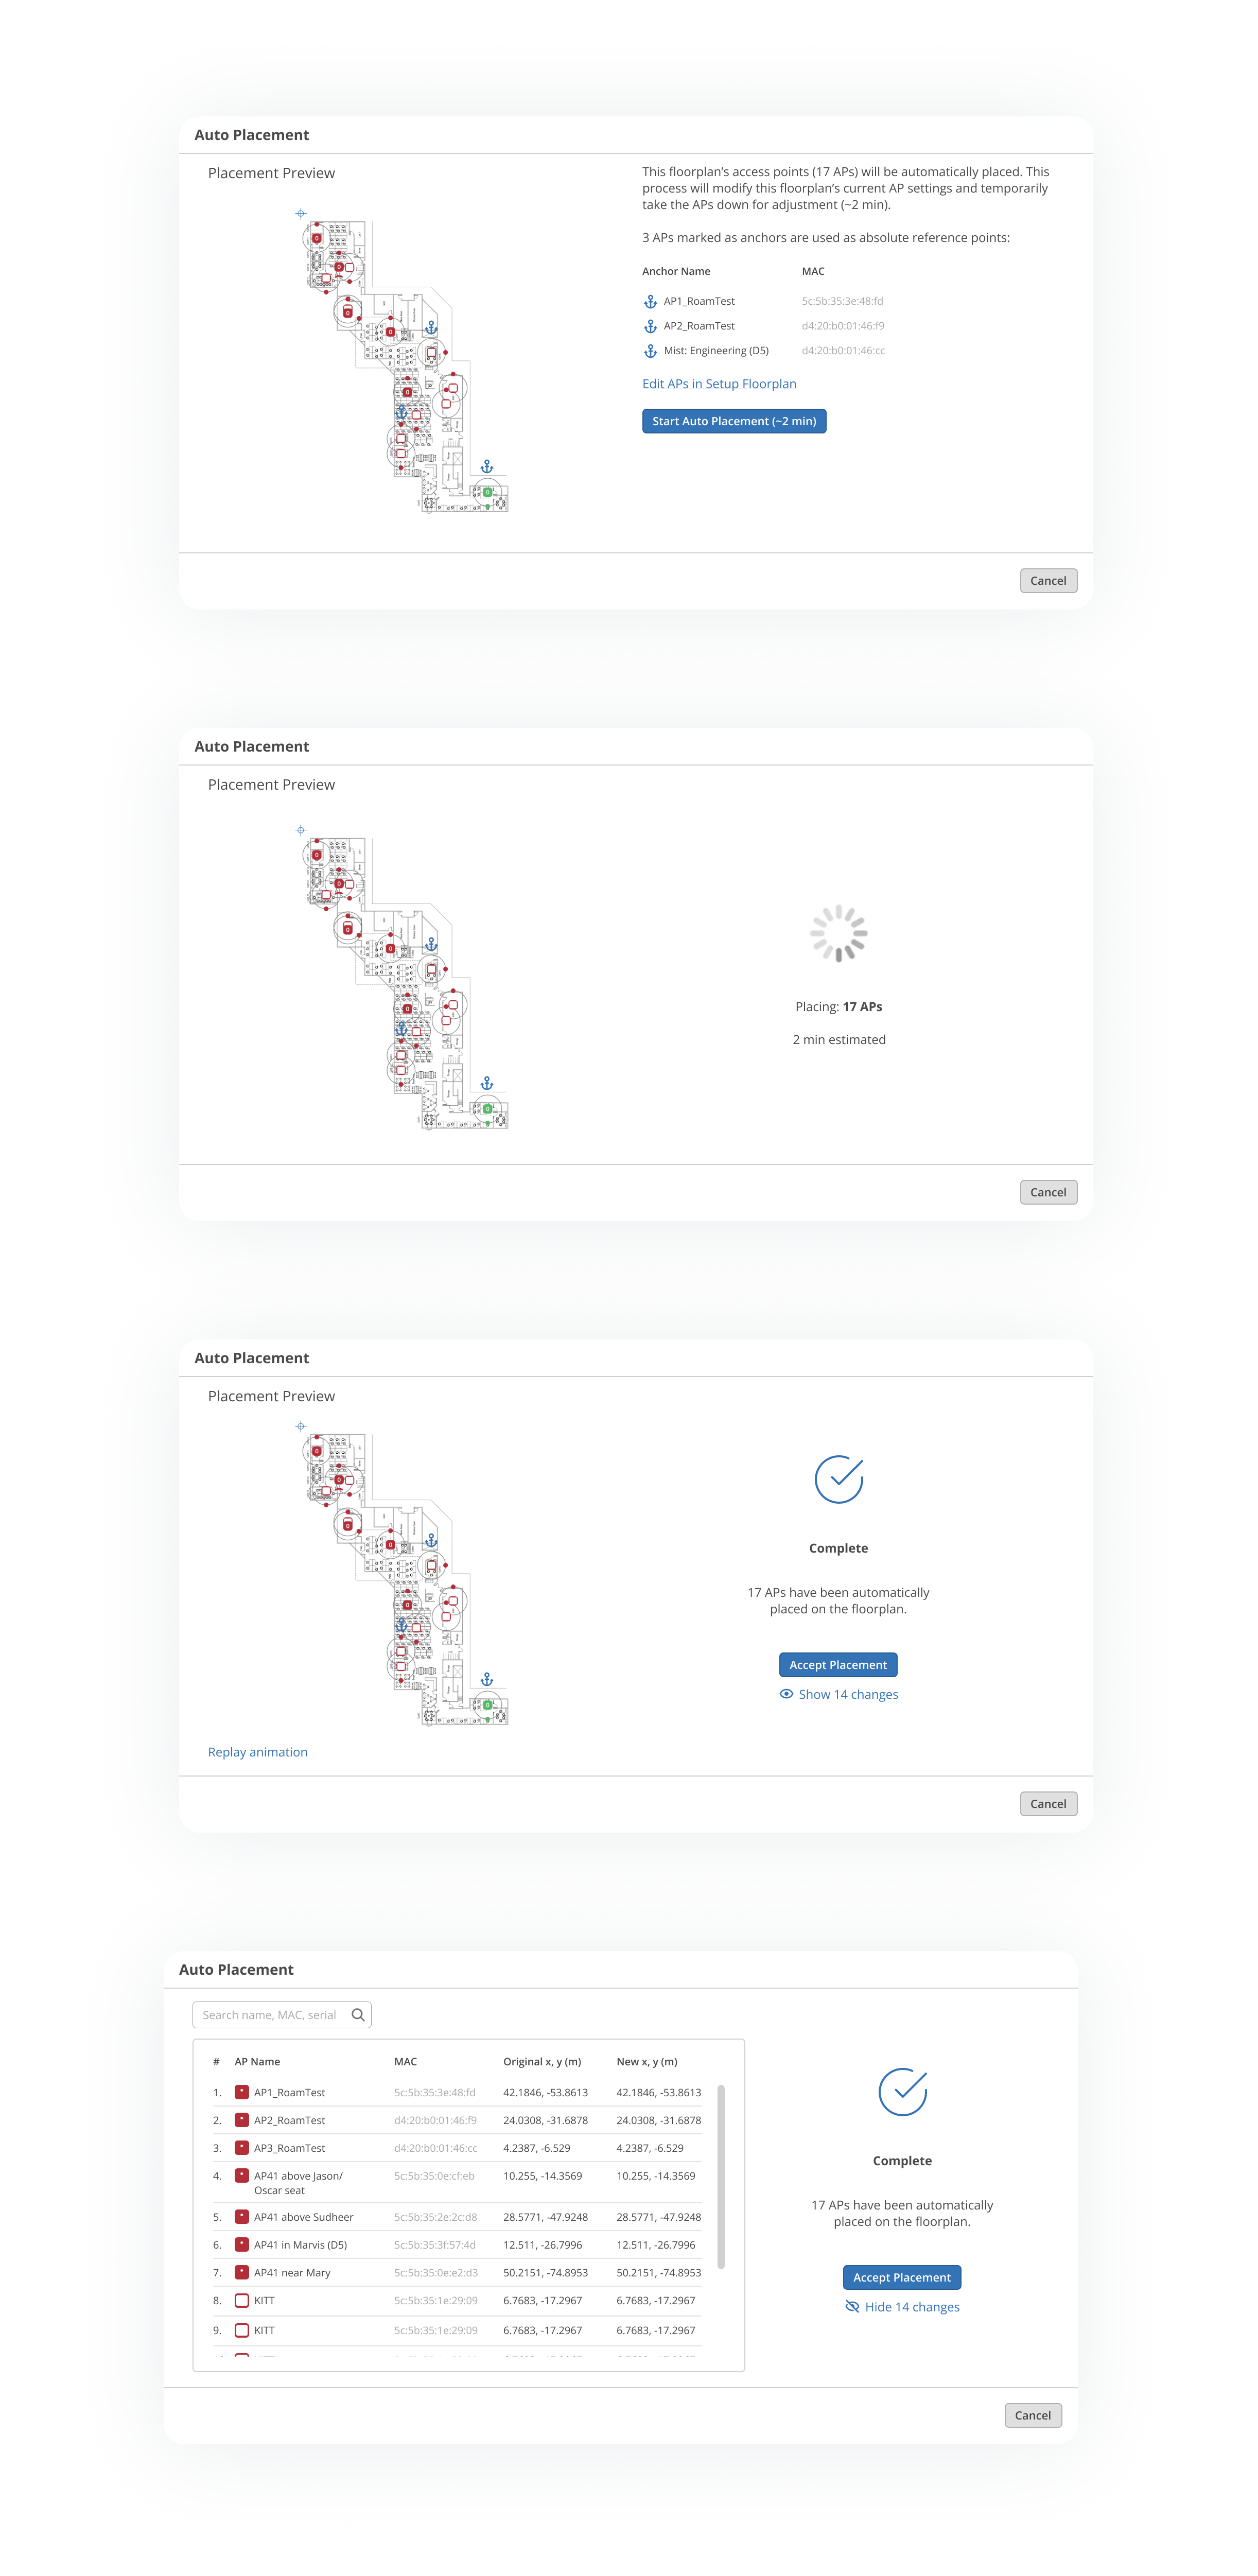 Auto Placement
Placement Preview
This floorplan's access points (17 APs) will be automatically placed. This
process will modify this floorplan's current AP settings and temporarily
take the APs down for adjustment (~2 min).
3 APs marked as anchors are used as absolute reference points:
Anchor Name MAC
AP1_RoamTest 5c:5b:35:3e:48:fd
AP2_RoamTest d4:20:b0:01:46:f9
Mist: Engineering (D5) d4:20:b0:01:46:cc
Edit APs in Setup Floorplan
Start Auto Placement (~2 min)
Cancel
Auto Placement
Placement Preview
Placing: 17 APs
2 min estimated
Cancel
Auto Placement
Placement Preview
Complete
17 APs have been automatically
placed on the floorplan.
Accept Placement
Show 14 changes
Replay animation
Cancel
Auto Placement
Search name, MAC, serial
# AP Name MAC Original x, y (m) New x, y (m)
1. AP1_RoamTest 5c:5b:35:3e:48:fd 42.1846, -53.8613 42.1846, -53.8613
2. AP2_RoamTest d4:20:b0:01:46:f9 24.0308, -31.6878 24.0308, -31.6878
3. AP3_RoamTest d4:20:b0:01:46:cc 4.2387, -6.529 4.2387, -6.529
4. AP41 above Jason/ 5c:5b:35:0e:cf:eb 10.255, -14.3569 10.255, -14.3569
Oscar seat
5. AP41 above Sudheer 5c:5b:35:2e:2c:d8 28.5771, -47.9248 28.5771, -47.9248
6. AP41 in Marvis (D5) 5c:5b:35:3f:57:4d 12.511, -26.7996 12.511, -26.7996
7. AP41 near Mary 5c:5b:35:0e:e2:d3 50.2151, -74.8953 50.2151, -74.8953
8. KITT 5c:5b:35:1e:29:09 6.7683, -17.2967 6.7683, -17.2967
9. KITT 5c:5b:35:1e:29:09 6.7683, -17.2967 6.7683, -17.2967
Complete
17 APs have been automatically
placed on the floorplan.
Accept Placement
Hide 14 changes
Cancel